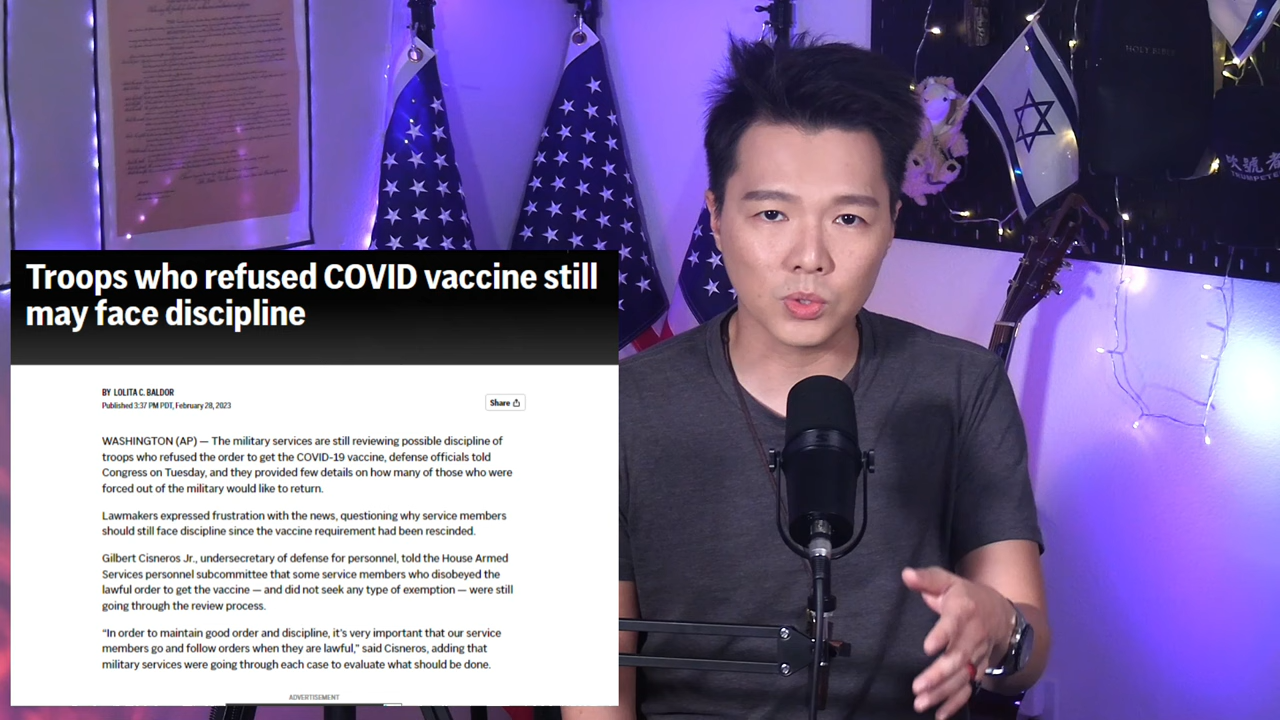 Troops who refused COVID vaccine still
may face discipline
BY LOLITA C. BALDOR
Published 3:37 PM PDT, February 28, 2023
Share
WASHINGTON (AP) — The military services are still reviewing possible discipline of
troops who refused the order to get the COVID-19 vaccine, defense officials told
Congress on Tuesday, and they provided few details on how many of those who were
forced out of the military would like to return.
Lawmakers expressed frustration with the news, questioning why service members
should still face discipline since the vaccine requirement had been rescinded.
Gilbert Cisneros Jr., undersecretary of defense for personnel, told the House Armed
Services personnel subcommittee that some service members who disobeyed the
lawful order to get the vaccine — and did not seek any type of exemption — were still
going through the review process.
“In order to maintain good order and discipline, it’s very important that our service
members go and follow orders when they are lawful,” said Cisneros, adding that
military services were going through each case to evaluate what should be done.
ADVERTISEMENT
HOLY BIBLE
吹號者
TRUMPETE